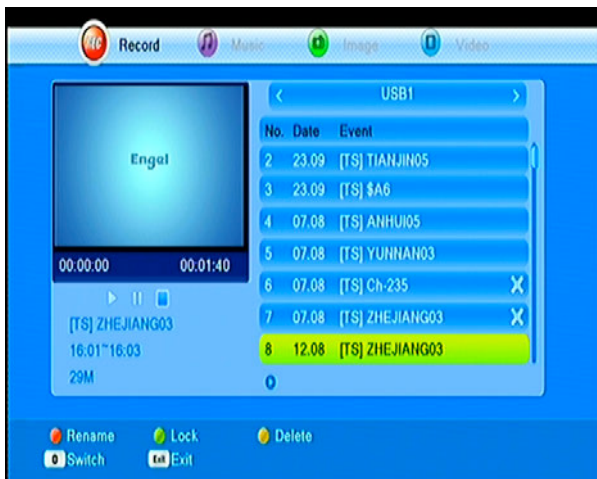 Record Music Image Video
USB1
No. Date Event
Engel
2 23.09 [TS] TIANJIN05
3 23.09 [TS] $A6
4 07.08 [TS] ANHUI05
5 07.08 [TS] YUNNAN03
6 07.08 [TS] Ch-235
7 07.08 [TS] ZHEJIANG03
8 12.08 [TS] ZHEJIANG03
00:00:00 00:01:40
[TS] ZHEJIANG03
16:01~16:03
29M
Rename Lock Delete
0 Switch Exit Exit